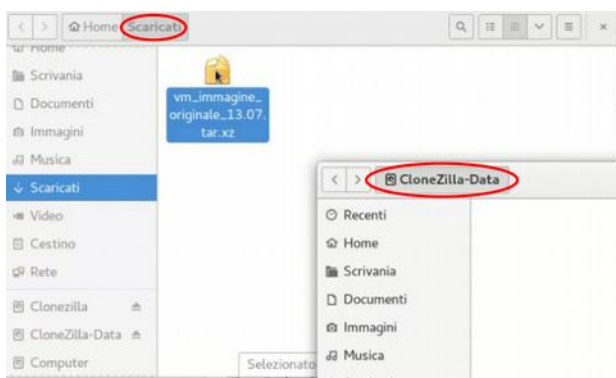 Home Scaricati
Home
Scrivania
Documenti
Immagini
Musica
Scaricati
Video
Cestino
Rete
Clonezilla
CloneZilla-Data
Computer
vm_immagine_
originale_13.07.
tar.xz
Selezionato
CloneZilla-Data
Recenti
Home
Scrivania
Documenti
Immagini
Musica